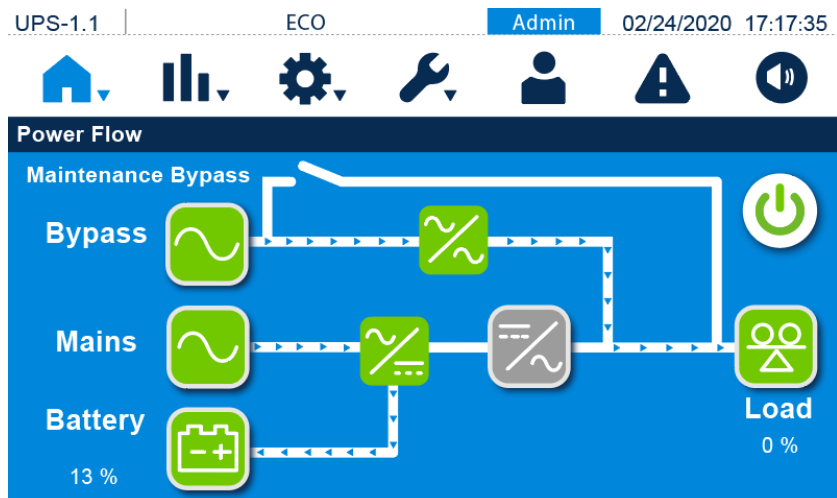 UPS-1.1 ECO Admin 02/24/2020 17:17:35
Power Flow
Maintenance Bypass
Bypass
Mains
Battery
13 %
Load
0 %